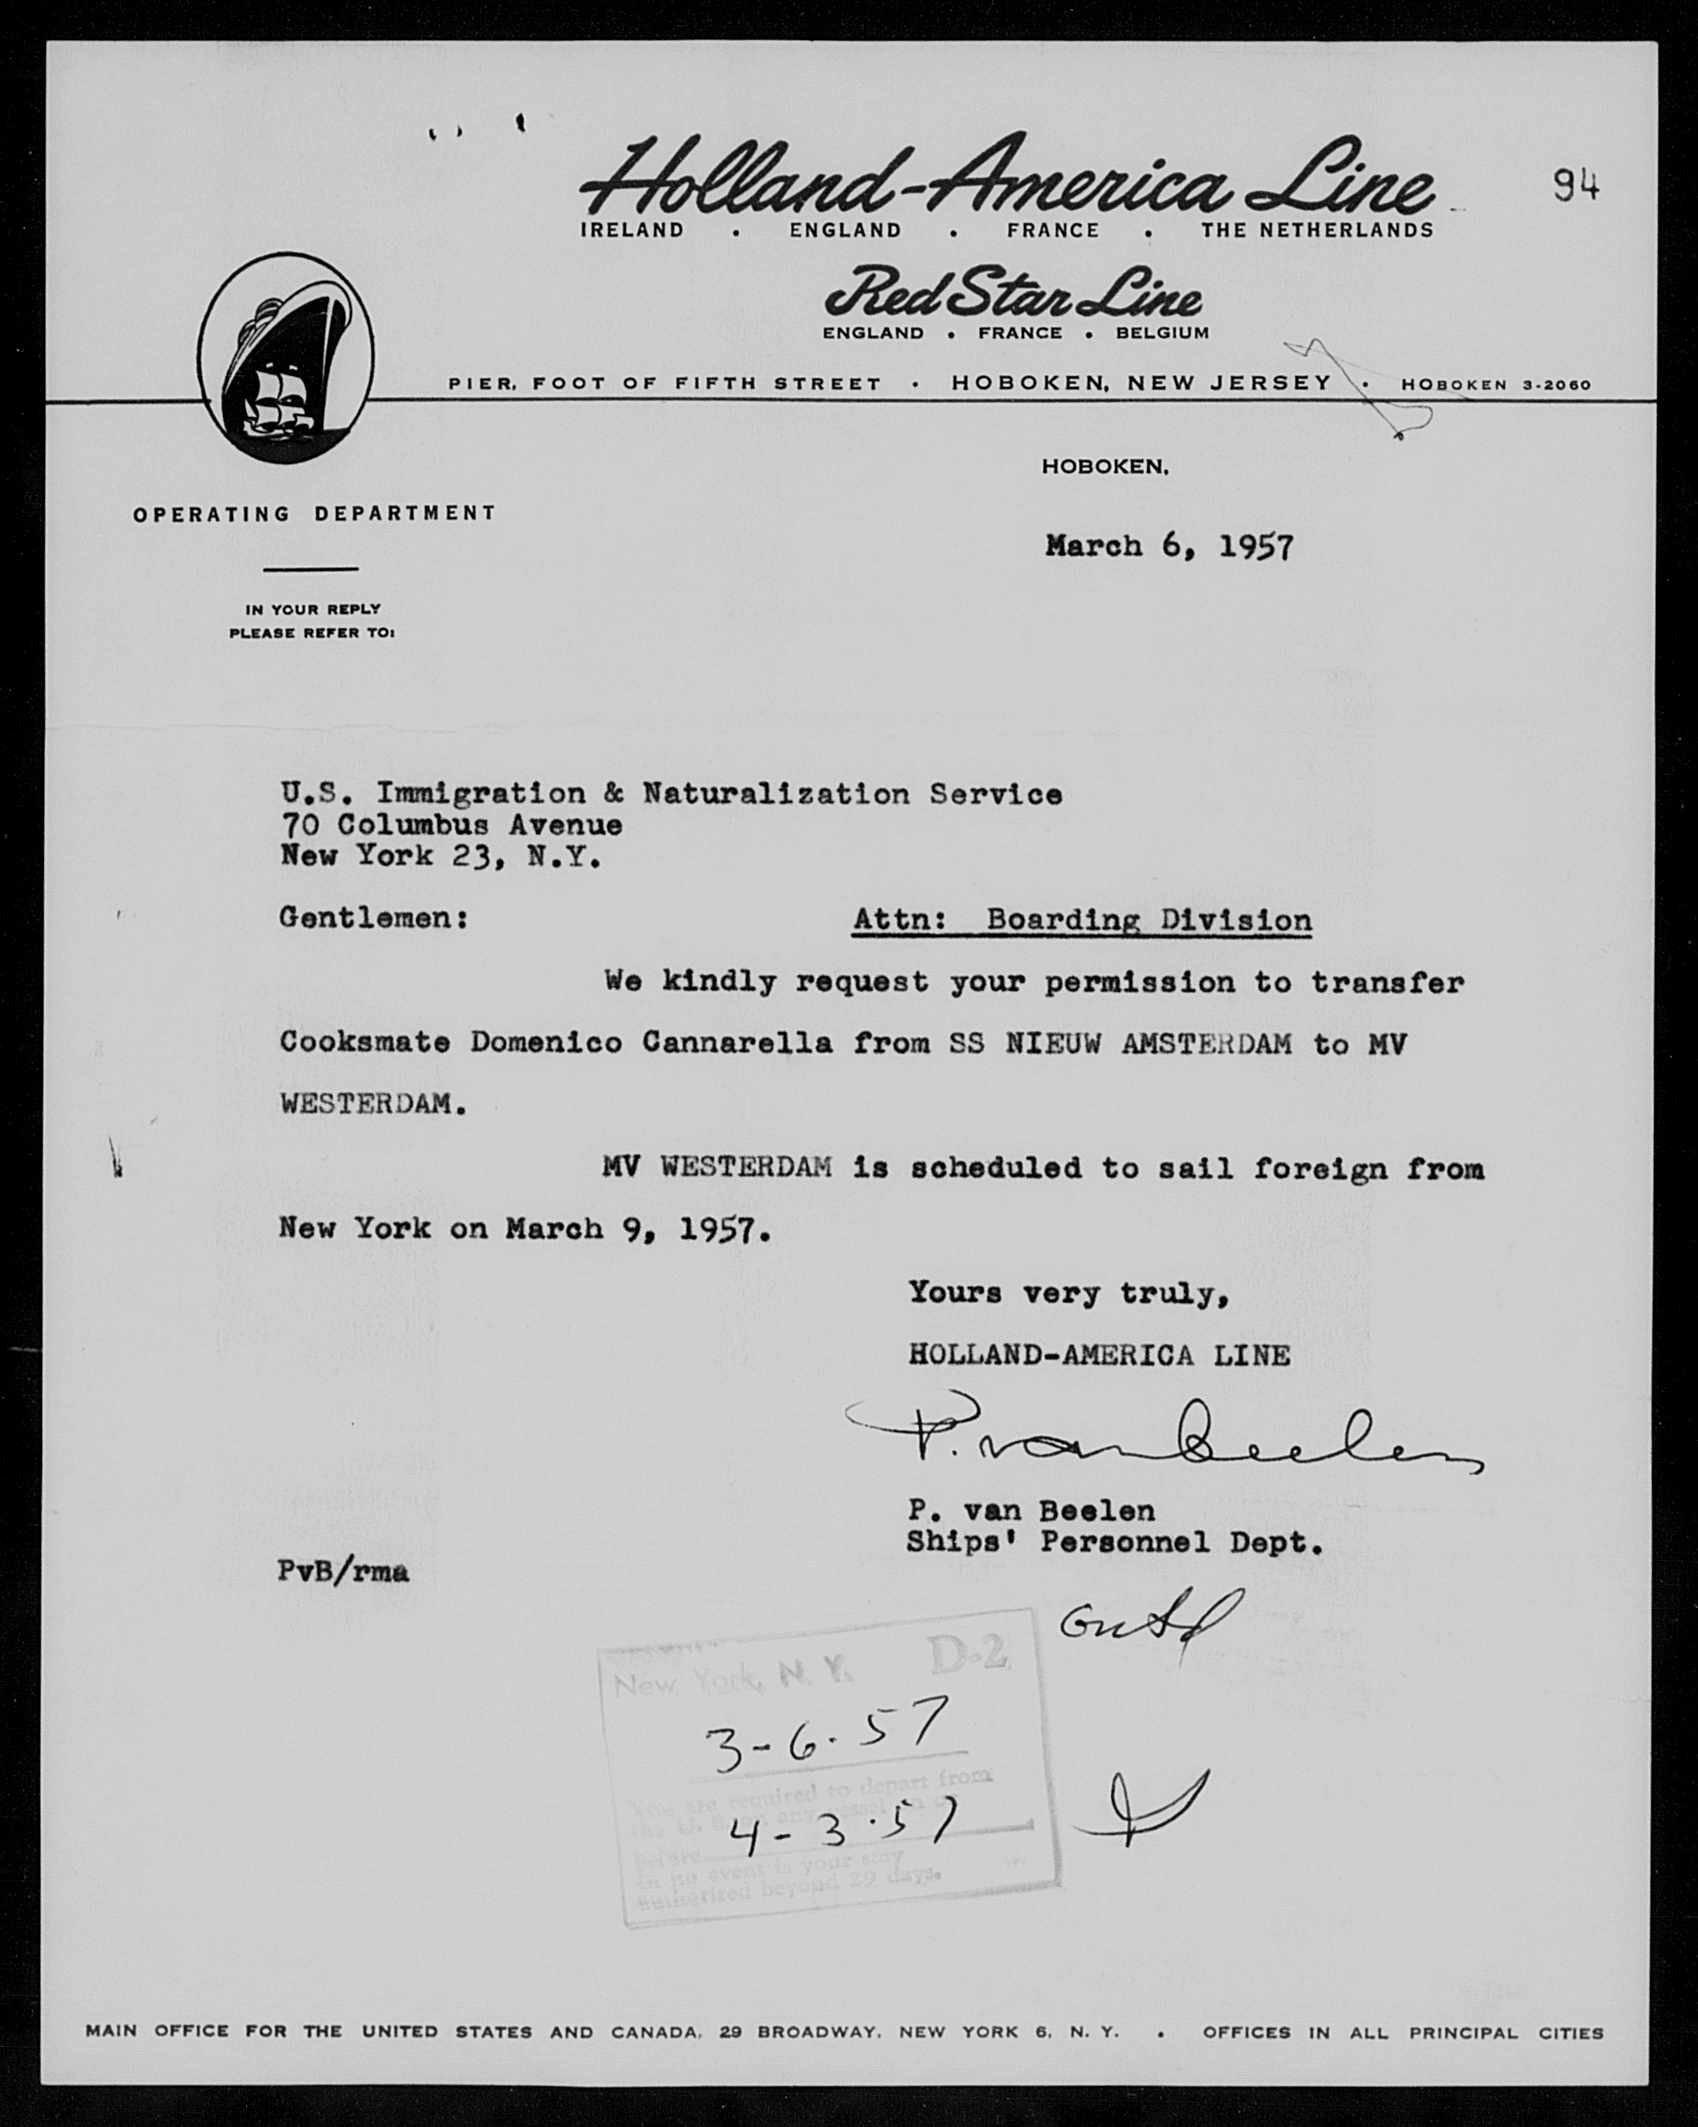 Holland-America Line
94
IRELAND • ENGLAND • FRANCE • THE NETHERLANDS
Red Star Line
ENGLAND • FRANCE • BELGIUM
PIER, FOOT OF FIFTH STREET • HOBOKEN, NEW JERSEY • HOBOKEN 3-2060
HOBOKEN,
OPERATING DEPARTMENT
March 6, 1957
IN YOUR REPLY
PLEASE REFER TO:
U.S. Immigration & Naturalization Service
70 Columbus Avenue
New York 23, N.Y.
Gentlemen: Attn: Boarding Division
We kindly request your permission to transfer
Cooksmate Domenico Cannarella from SS NIEUW AMSTERDAM to MV
WESTERDAM.
MV WESTERDAM is scheduled to sail foreign from
New York on March 9, 1957.
Yours very truly,
HOLLAND-AMERICA LINE
P. van Beelen
P. van Beelen
Ships' Personnel Dept.
PvB/rma
New York, N. Y. D-2
3-6-57
You are required to depart from
4-3-57
before
in no event is your stay
authorized beyond 29 days.
MAIN OFFICE FOR THE UNITED STATES AND CANADA, 29 BROADWAY, NEW YORK 6, N. Y. • OFFICES IN ALL PRINCIPAL CITIES